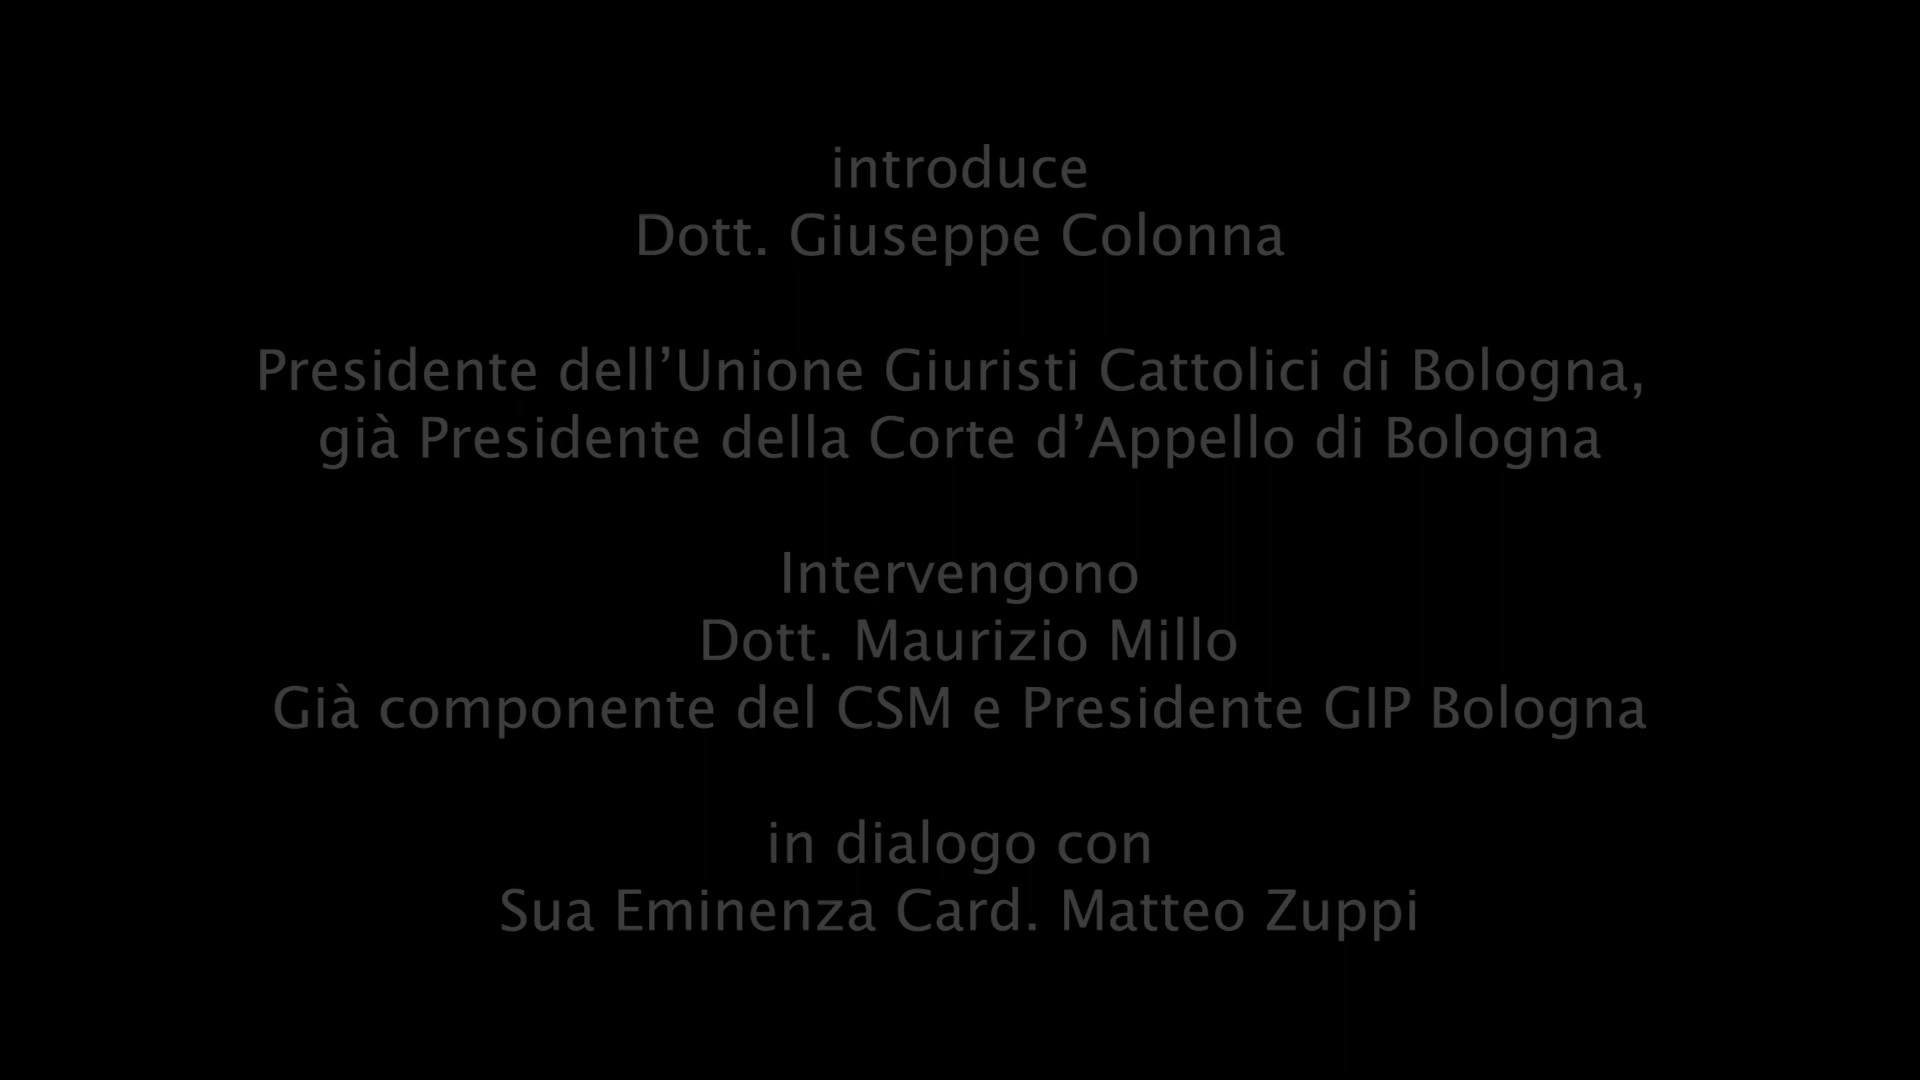 introduce
Dott. Giuseppe Colonna
Presidente dell’Unione Giuristi Cattolici di Bologna,
già Presidente della Corte d’Appello di Bologna
Intervengono
Dott. Maurizio Millo
Già componente del CSM e Presidente GIP Bologna
in dialogo con
Sua Eminenza Card. Matteo Zuppi